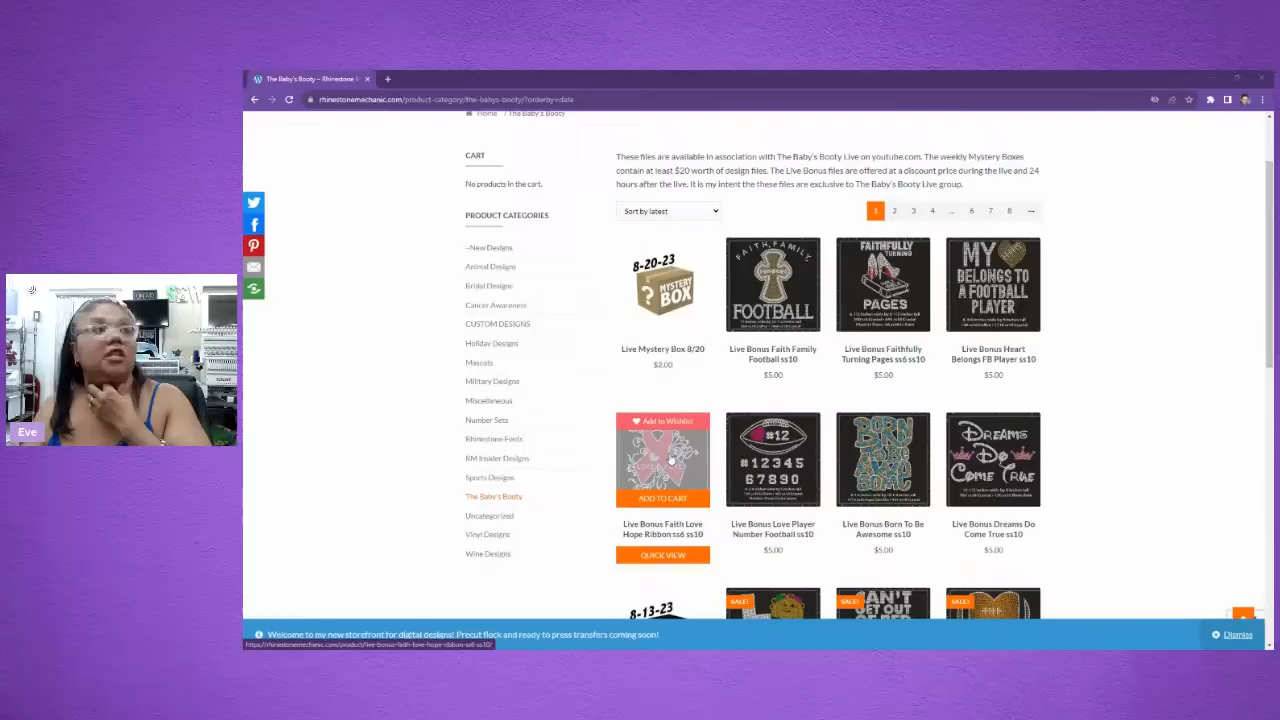 The Baby's Booty – Rhinestone
rhinestonemechanic.com/product-category/the-babys-booty/?orderby=date
Home / The Baby's Booty
CART
No products in the cart.
PRODUCT CATEGORIES
--New Designs
Animal Designs
Bridal Designs
Cancer Awareness
CUSTOM DESIGNS
Holiday Designs
Mascots
Military Designs
Miscellaneous
Number Sets
Rhinestone Fonts
RM Insider Designs
Sports Designs
The Baby's Booty
Uncategorized
Vinyl Designs
Wine Designs
These files are available in association with The Baby's Booty Live on youtube.com. The weekly Mystery Boxes
contain at least $20 worth of design files. The Live Bonus files are offered at a discount price during the live and 24
hours after the live. It is my intent the these files are exclusive to The Baby's Booty Live group.
Sort by latest
1 2 3 4 ... 6 7 8 →
8-20-23
? MYSTERY BOX
Live Mystery Box 8/20
$2.00
FAITH, FAMILY,
FOOTBALL
Live Bonus Faith Family
Football ss10
$5.00
FAITHFULLY
TURNING
PAGES
Live Bonus Faithfully
Turning Pages ss6 ss10
$5.00
MY
BELONGS TO
A FOOTBALL
PLAYER
Live Bonus Heart
Belongs FB Player ss10
$5.00
Add to Wishlist
ADD TO CART
Live Bonus Faith Love
Hope Ribbon ss6 ss10
QUICK VIEW
#12
#12345
67890
Live Bonus Love Player
Number Football ss10
$5.00
BORN
TO BE
AWESOME
Live Bonus Born To Be
Awesome ss10
$5.00
DREAMS
DO
COME TRUE
Live Bonus Dreams Do
Come True ss10
$5.00
8-13-23
SALE!
SALE!
CAN'T
GET OUT
OF BED
SALE!
Eve
Welcome to my new storefront for digital designs! Precut flock and ready to press transfers coming soon!
Dismiss
https://rhinestonemechanic.com/product/live-bonus-faith-love-hope-ribbon-ss6-ss10/